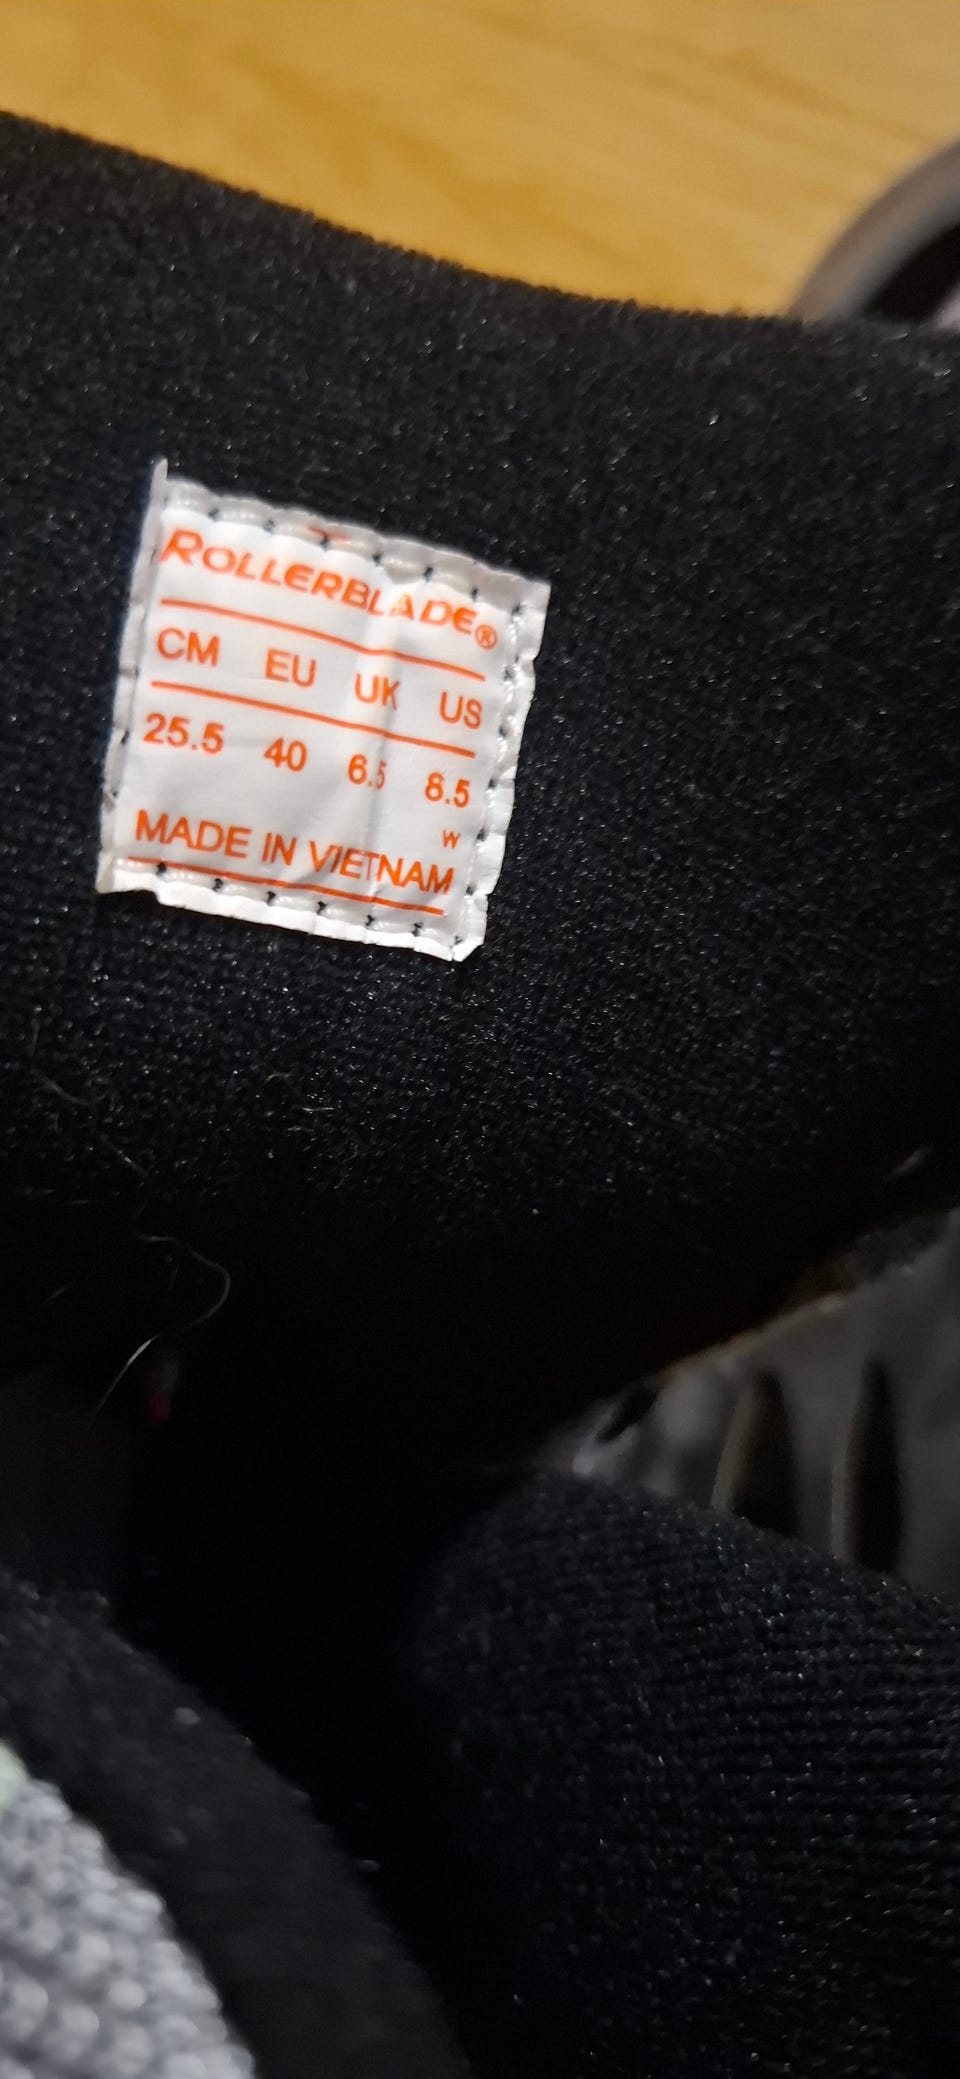 ROLLERBLADE®
CM EU UK US
25.5 40 6.5 8.5
W
MADE IN VIETNAM